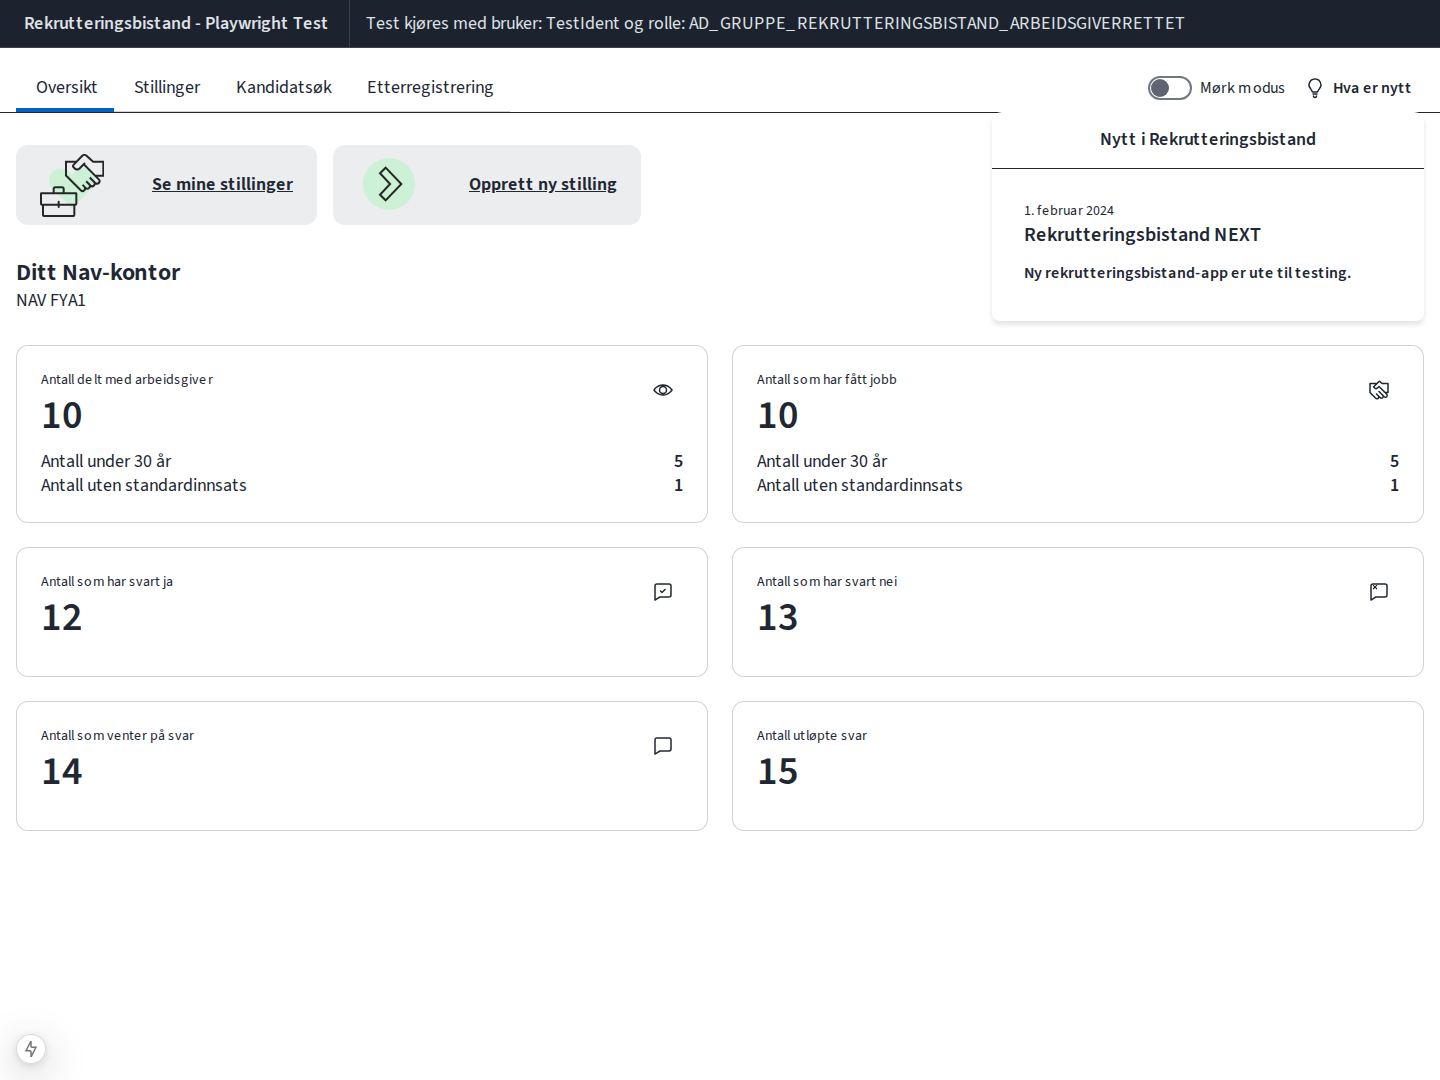 Rekrutteringsbistand - Playwright Test
Test kjøres med bruker: TestIdent og rolle: AD_GRUPPE_REKRUTTERINGSBISTAND_ARBEIDSGIVERRETTET
Oversikt
Stillinger
Kandidatsøk
Etterregistrering
Mørk modus
Hva er nytt
Se mine stillinger
Opprett ny stilling
Nytt i Rekrutteringsbistand
1. februar 2024
Rekrutteringsbistand NEXT
Ny rekrutteringsbistand-app er ute til testing.
Ditt Nav-kontor
NAV FYA1
Antall delt med arbeidsgiver
10
Antall under 30 år 5
Antall uten standardinnsats 1
Antall som har fått jobb
10
Antall under 30 år 5
Antall uten standardinnsats 1
Antall som har svart ja
12
Antall som har svart nei
13
Antall som venter på svar
14
Antall utløpte svar
15